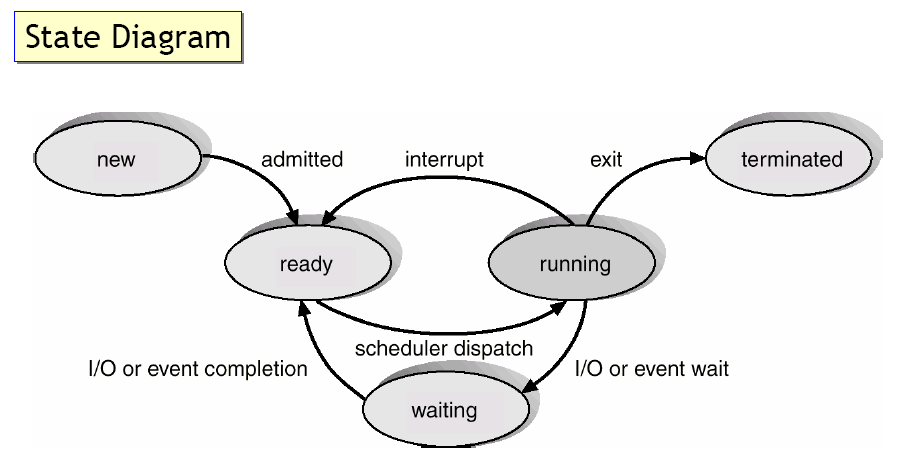 State Diagram
new
admitted
interrupt
exit
terminated
ready
running
scheduler dispatch
I/O or event completion
I/O or event wait
waiting